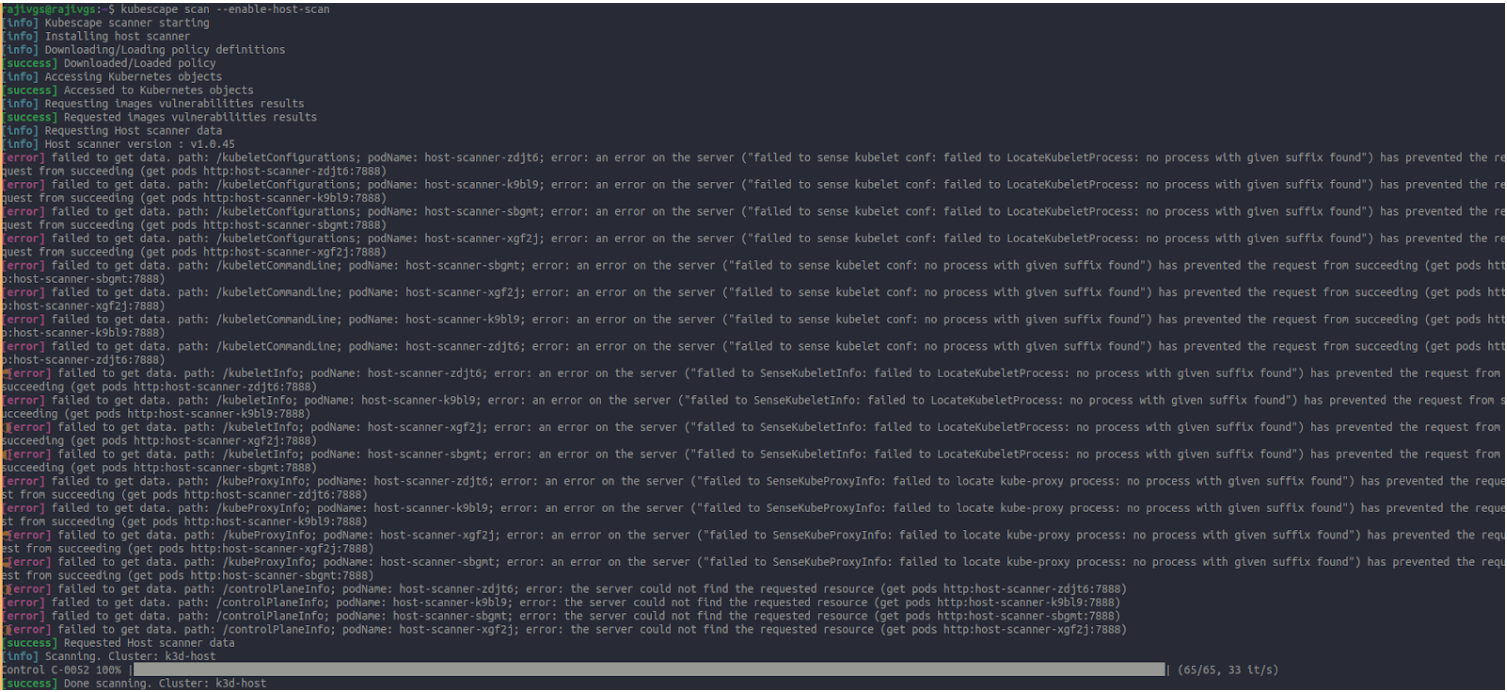 rajivgs@rajivgs:~$ kubescape scan --enable-host-scan
[info] Kubescape scanner starting
[info] Installing host scanner
[info] Downloading/Loading policy definitions
[success] Downloaded/Loaded policy
[info] Accessing Kubernetes objects
[success] Accessed to Kubernetes objects
[info] Requesting images vulnerabilities results
[success] Requested images vulnerabilities results
[info] Requesting Host scanner data
[info] Host scanner version : v1.0.45
[error] failed to get data. path: /kubeletConfigurations; podName: host-scanner-zdjt6; error: an error on the server ("failed to sense kubelet conf: failed to LocateKubeletProcess: no process with given suffix found") has prevented the re
quest from succeeding (get pods http:host-scanner-zdjt6:7888)
[error] failed to get data. path: /kubeletConfigurations; podName: host-scanner-k9bl9; error: an error on the server ("failed to sense kubelet conf: failed to LocateKubeletProcess: no process with given suffix found") has prevented the re
quest from succeeding (get pods http:host-scanner-k9bl9:7888)
[error] failed to get data. path: /kubeletConfigurations; podName: host-scanner-sbgmt; error: an error on the server ("failed to sense kubelet conf: failed to LocateKubeletProcess: no process with given suffix found") has prevented the re
quest from succeeding (get pods http:host-scanner-sbgmt:7888)
[error] failed to get data. path: /kubeletConfigurations; podName: host-scanner-xgf2j; error: an error on the server ("failed to sense kubelet conf: failed to LocateKubeletProcess: no process with given suffix found") has prevented the re
quest from succeeding (get pods http:host-scanner-xgf2j:7888)
[error] failed to get data. path: /kubeletCommandLine; podName: host-scanner-sbgmt; error: an error on the server ("failed to sense kubelet conf: no process with given suffix found") has prevented the request from succeeding (get pods htt
p:host-scanner-sbgmt:7888)
[error] failed to get data. path: /kubeletCommandLine; podName: host-scanner-xgf2j; error: an error on the server ("failed to sense kubelet conf: no process with given suffix found") has prevented the request from succeeding (get pods htt
p:host-scanner-xgf2j:7888)
[error] failed to get data. path: /kubeletCommandLine; podName: host-scanner-k9bl9; error: an error on the server ("failed to sense kubelet conf: no process with given suffix found") has prevented the request from succeeding (get pods htt
p:host-scanner-k9bl9:7888)
[error] failed to get data. path: /kubeletCommandLine; podName: host-scanner-zdjt6; error: an error on the server ("failed to sense kubelet conf: no process with given suffix found") has prevented the request from succeeding (get pods htt
p:host-scanner-zdjt6:7888)
[error] failed to get data. path: /kubeletInfo; podName: host-scanner-zdjt6; error: an error on the server ("failed to SenseKubeletInfo: failed to LocateKubeletProcess: no process with given suffix found") has prevented the request from
succeeding (get pods http:host-scanner-zdjt6:7888)
[error] failed to get data. path: /kubeletInfo; podName: host-scanner-k9bl9; error: an error on the server ("failed to SenseKubeletInfo: failed to LocateKubeletProcess: no process with given suffix found") has prevented the request from s
ucceeding (get pods http:host-scanner-k9bl9:7888)
[error] failed to get data. path: /kubeletInfo; podName: host-scanner-xgf2j; error: an error on the server ("failed to SenseKubeletInfo: failed to LocateKubeletProcess: no process with given suffix found") has prevented the request from
succeeding (get pods http:host-scanner-xgf2j:7888)
[error] failed to get data. path: /kubeletInfo; podName: host-scanner-sbgmt; error: an error on the server ("failed to SenseKubeletInfo: failed to LocateKubeletProcess: no process with given suffix found") has prevented the request from
succeeding (get pods http:host-scanner-sbgmt:7888)
[error] failed to get data. path: /kubeProxyInfo; podName: host-scanner-zdjt6; error: an error on the server ("failed to SenseKubeProxyInfo: failed to locate kube-proxy process: no process with given suffix found") has prevented the reque
st from succeeding (get pods http:host-scanner-zdjt6:7888)
[error] failed to get data. path: /kubeProxyInfo; podName: host-scanner-k9bl9; error: an error on the server ("failed to SenseKubeProxyInfo: failed to locate kube-proxy process: no process with given suffix found") has prevented the reque
st from succeeding (get pods http:host-scanner-k9bl9:7888)
[error] failed to get data. path: /kubeProxyInfo; podName: host-scanner-xgf2j; error: an error on the server ("failed to SenseKubeProxyInfo: failed to locate kube-proxy process: no process with given suffix found") has prevented the requ
est from succeeding (get pods http:host-scanner-xgf2j:7888)
[error] failed to get data. path: /kubeProxyInfo; podName: host-scanner-sbgmt; error: an error on the server ("failed to SenseKubeProxyInfo: failed to locate kube-proxy process: no process with given suffix found") has prevented the requ
est from succeeding (get pods http:host-scanner-sbgmt:7888)
[error] failed to get data. path: /controlPlaneInfo; podName: host-scanner-zdjt6; error: the server could not find the requested resource (get pods http:host-scanner-zdjt6:7888)
[error] failed to get data. path: /controlPlaneInfo; podName: host-scanner-k9bl9; error: the server could not find the requested resource (get pods http:host-scanner-k9bl9:7888)
[error] failed to get data. path: /controlPlaneInfo; podName: host-scanner-sbgmt; error: the server could not find the requested resource (get pods http:host-scanner-sbgmt:7888)
[error] failed to get data. path: /controlPlaneInfo; podName: host-scanner-xgf2j; error: the server could not find the requested resource (get pods http:host-scanner-xgf2j:7888)
[success] Requested Host scanner data
[info] Scanning. Cluster: k3d-host
Control C-0052 100% | | (65/65, 33 it/s)
[success] Done scanning. Cluster: k3d-host